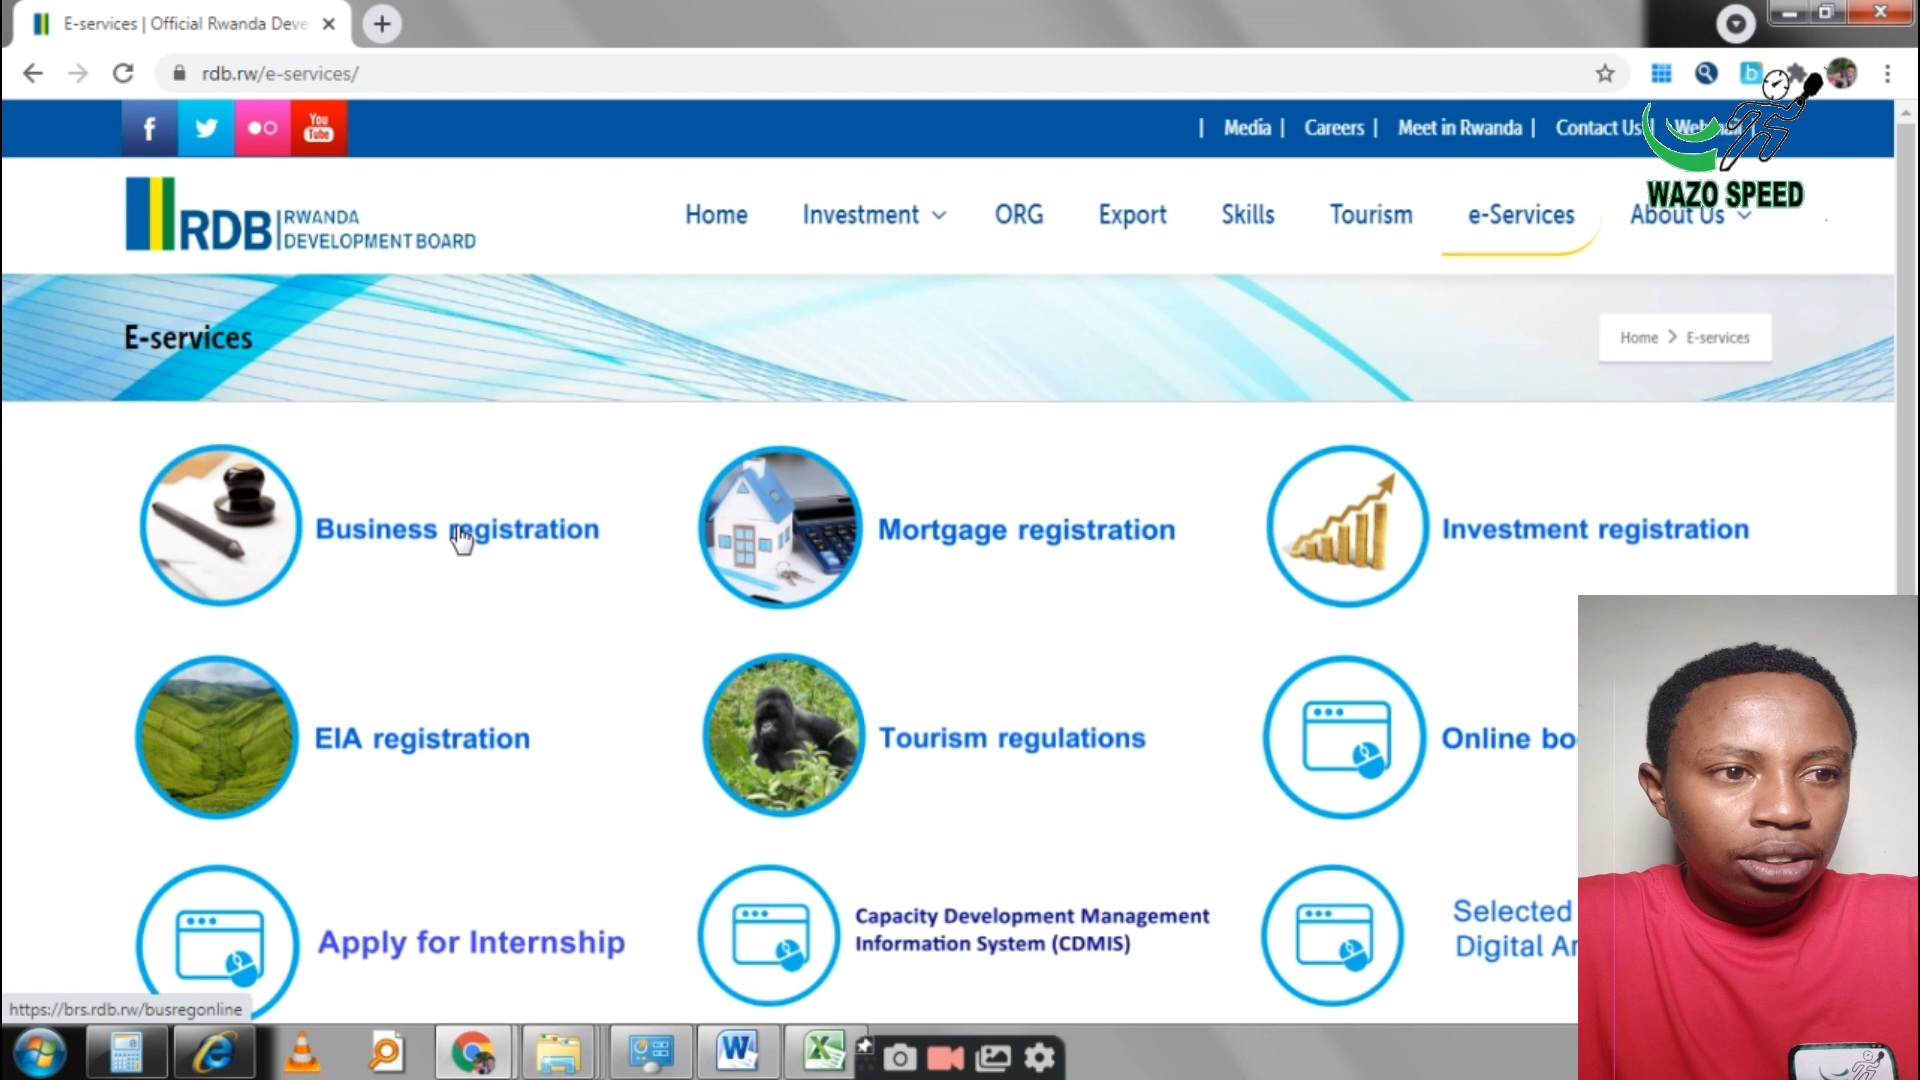 E-services | Official Rwanda Deve
rdb.rw/e-services/
f
You
Tube
| Media | Careers | Meet in Rwanda | Contact Us
WAZO SPEED
RDB
RWANDA
DEVELOPMENT BOARD
Home Investment ORG Export Skills Tourism e-Services About Us
E-services
Home > E-services
Business registration
Mortgage registration
Investment registration
EIA registration
Tourism regulations
Online bo
Apply for Internship
Capacity Development Management
Information System (CDMIS)
Selected
Digital Ar
https://brs.rdb.rw/busregonline